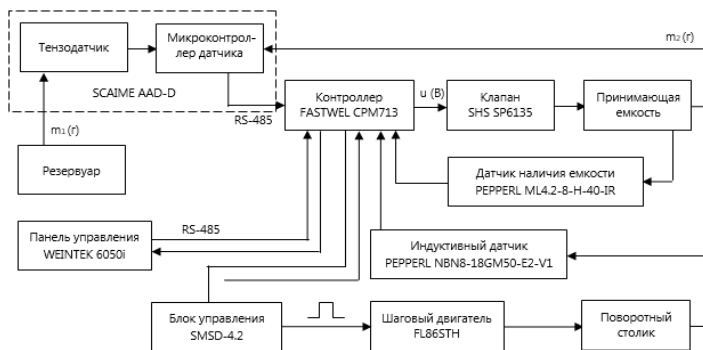 Тензодатчик
Микроконтрол-
лер датчика
SCAIME AAD-D
m₂ (г)
RS-485
Контроллер
FASTWEL CPM713
u (В)
Клапан
SHS SP6135
Принимающая
емкость
m₁ (г)
Резервуар
Датчик наличия емкости
PEPPERL ML4.2-8-H-40-IR
Панель управления
WEINTEK 6050i
RS-485
Индуктивный датчик
PEPPERL NBN8-18GM50-E2-V1
Блок управления
SMSD-4.2
Шаговый двигатель
FL86STH
Поворотный
столик